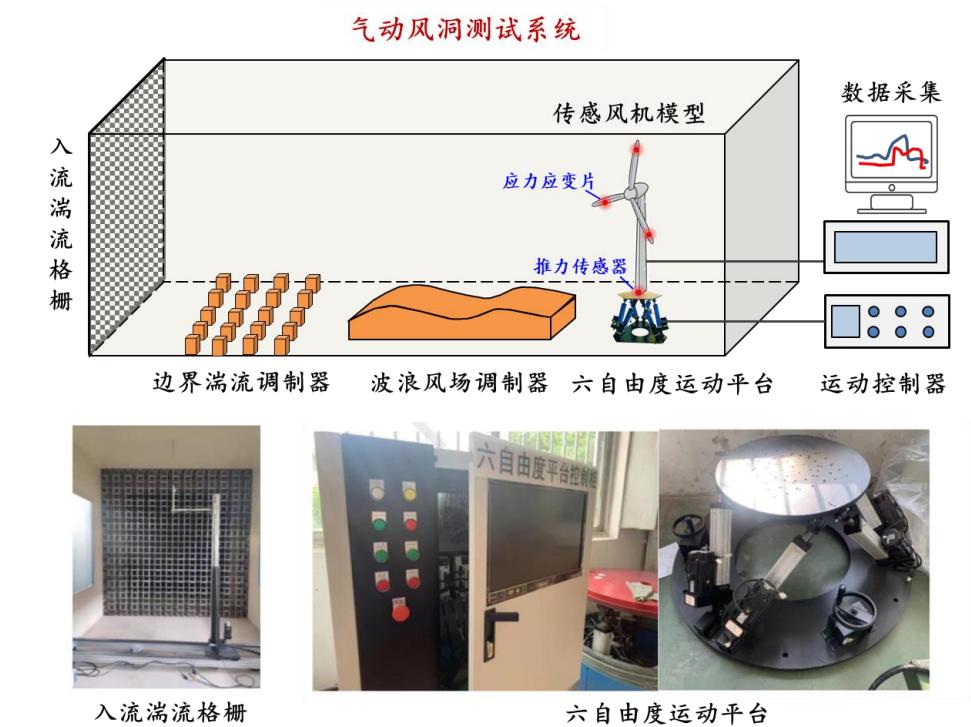 气动风洞测试系统
数据采集
传感风机模型
入流湍流格栅
应力应变片
推力传感器
边界湍流调制器
波浪风场调制器
六自由度运动平台
运动控制器
六自由度平台控制柜
入流湍流格栅
六自由度运动平台